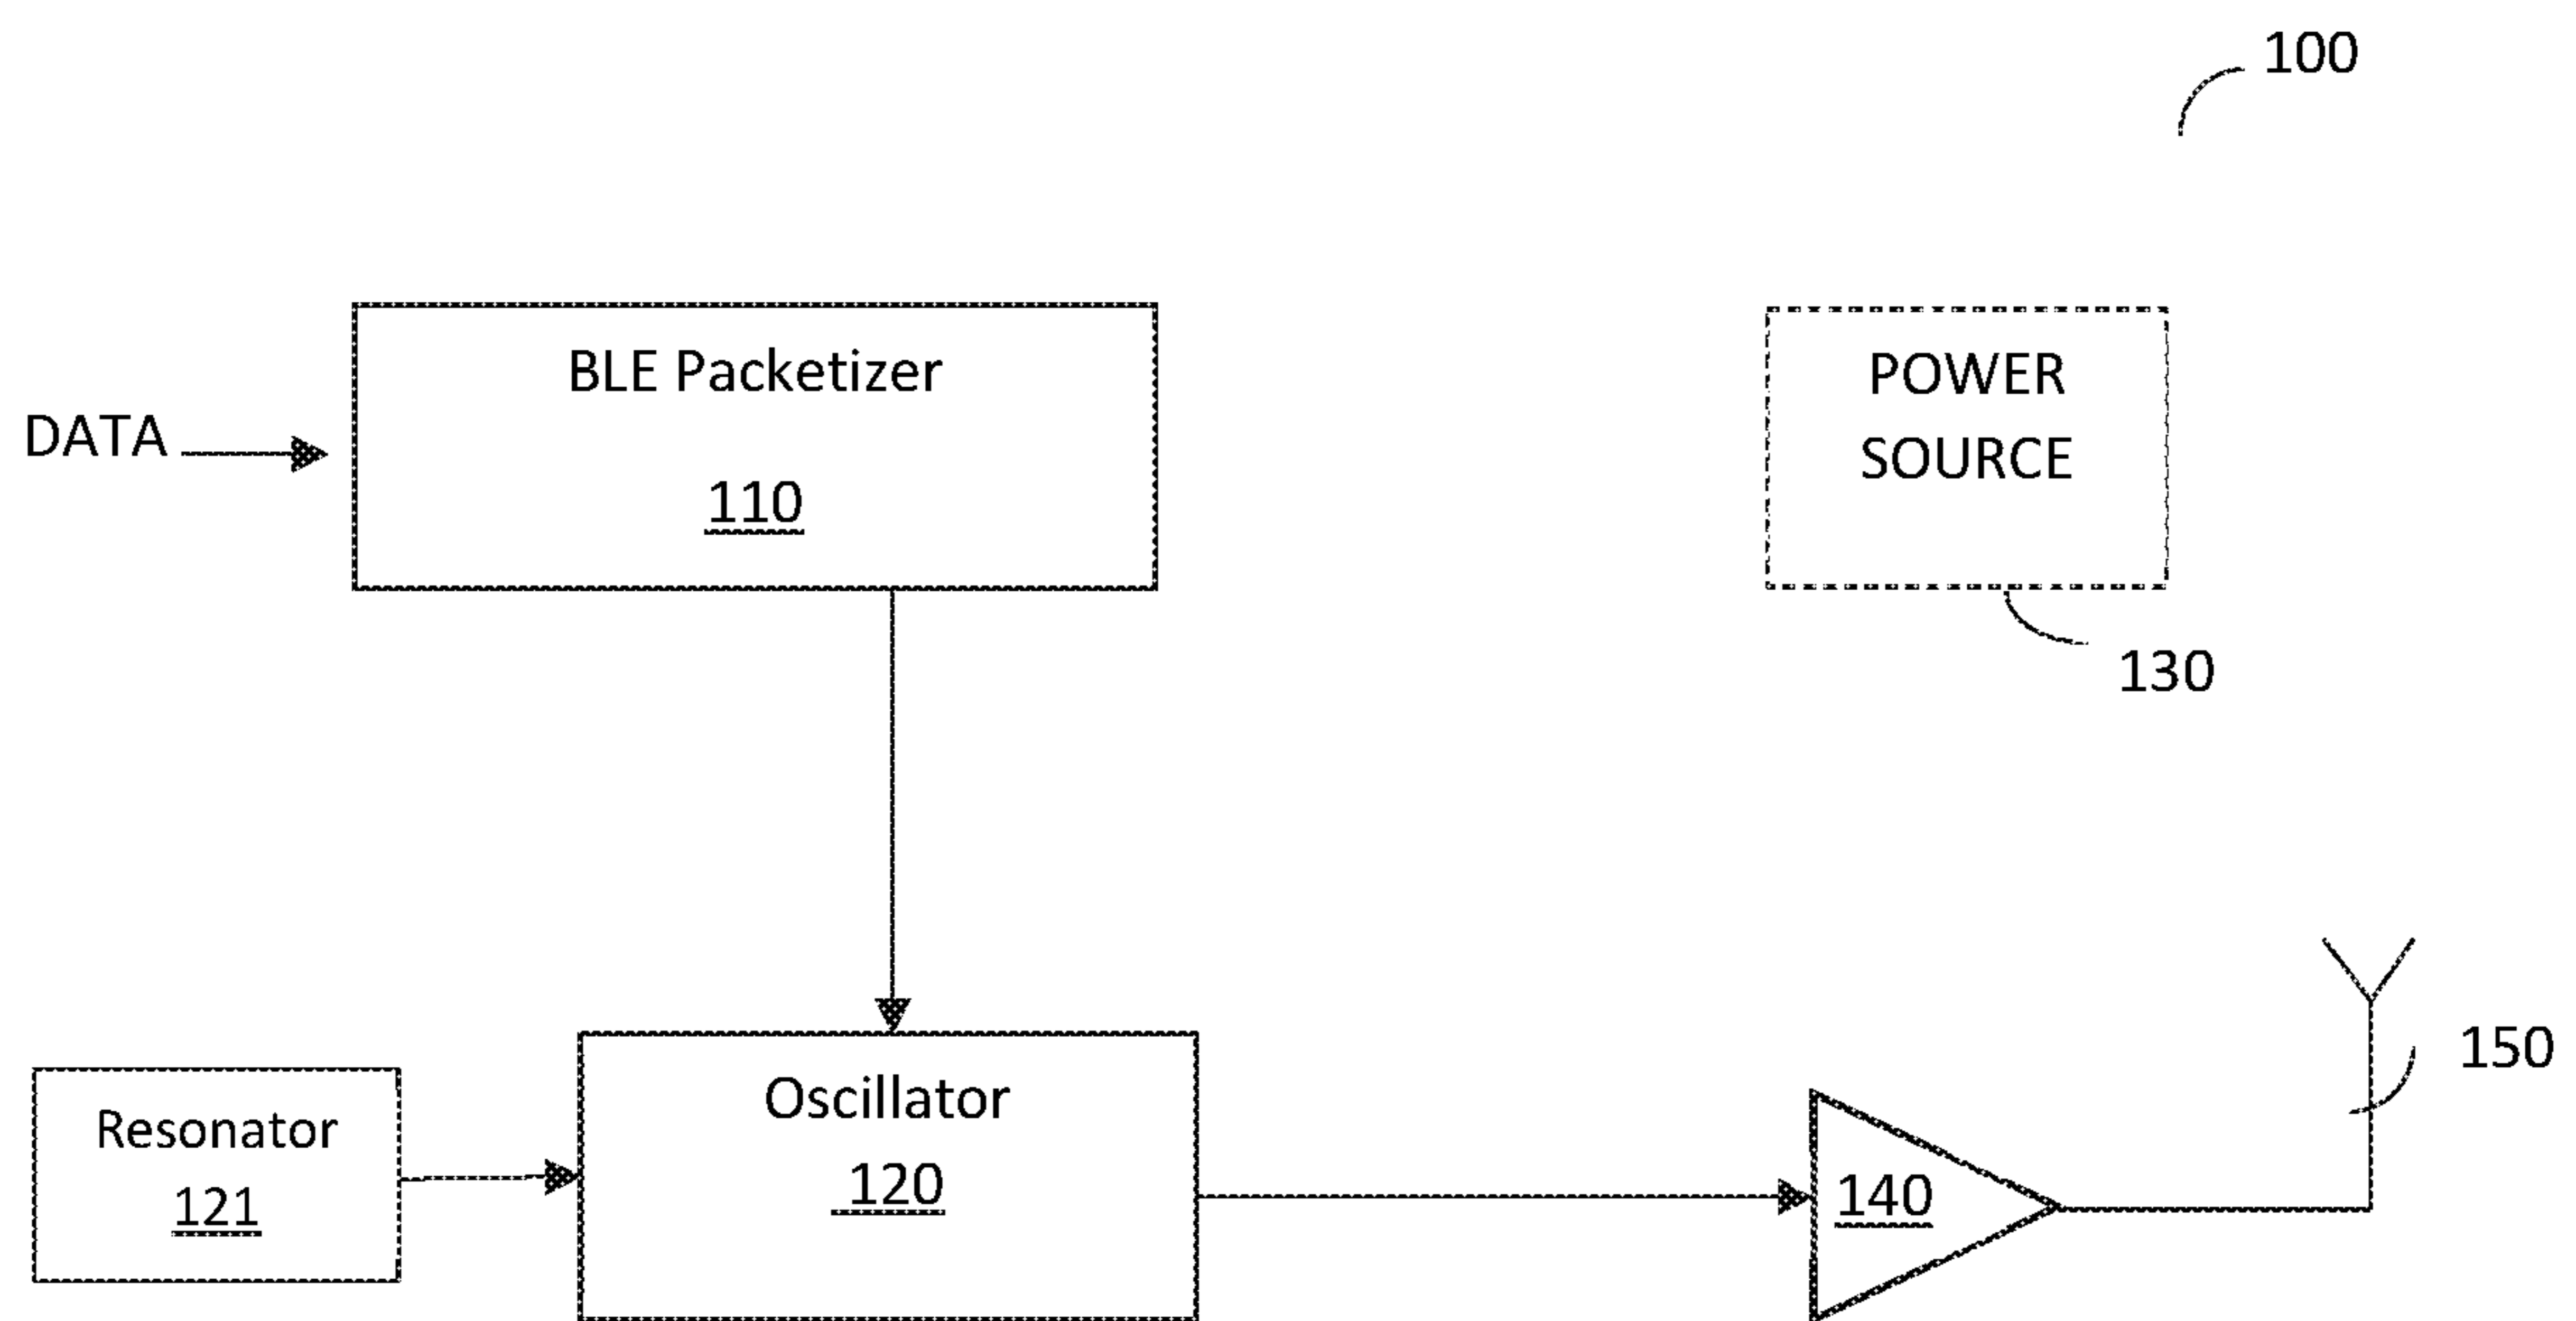 100
BLE Packetizer
110
DATA
POWER
SOURCE
130
Resonator
121
Oscillator
120
140
150